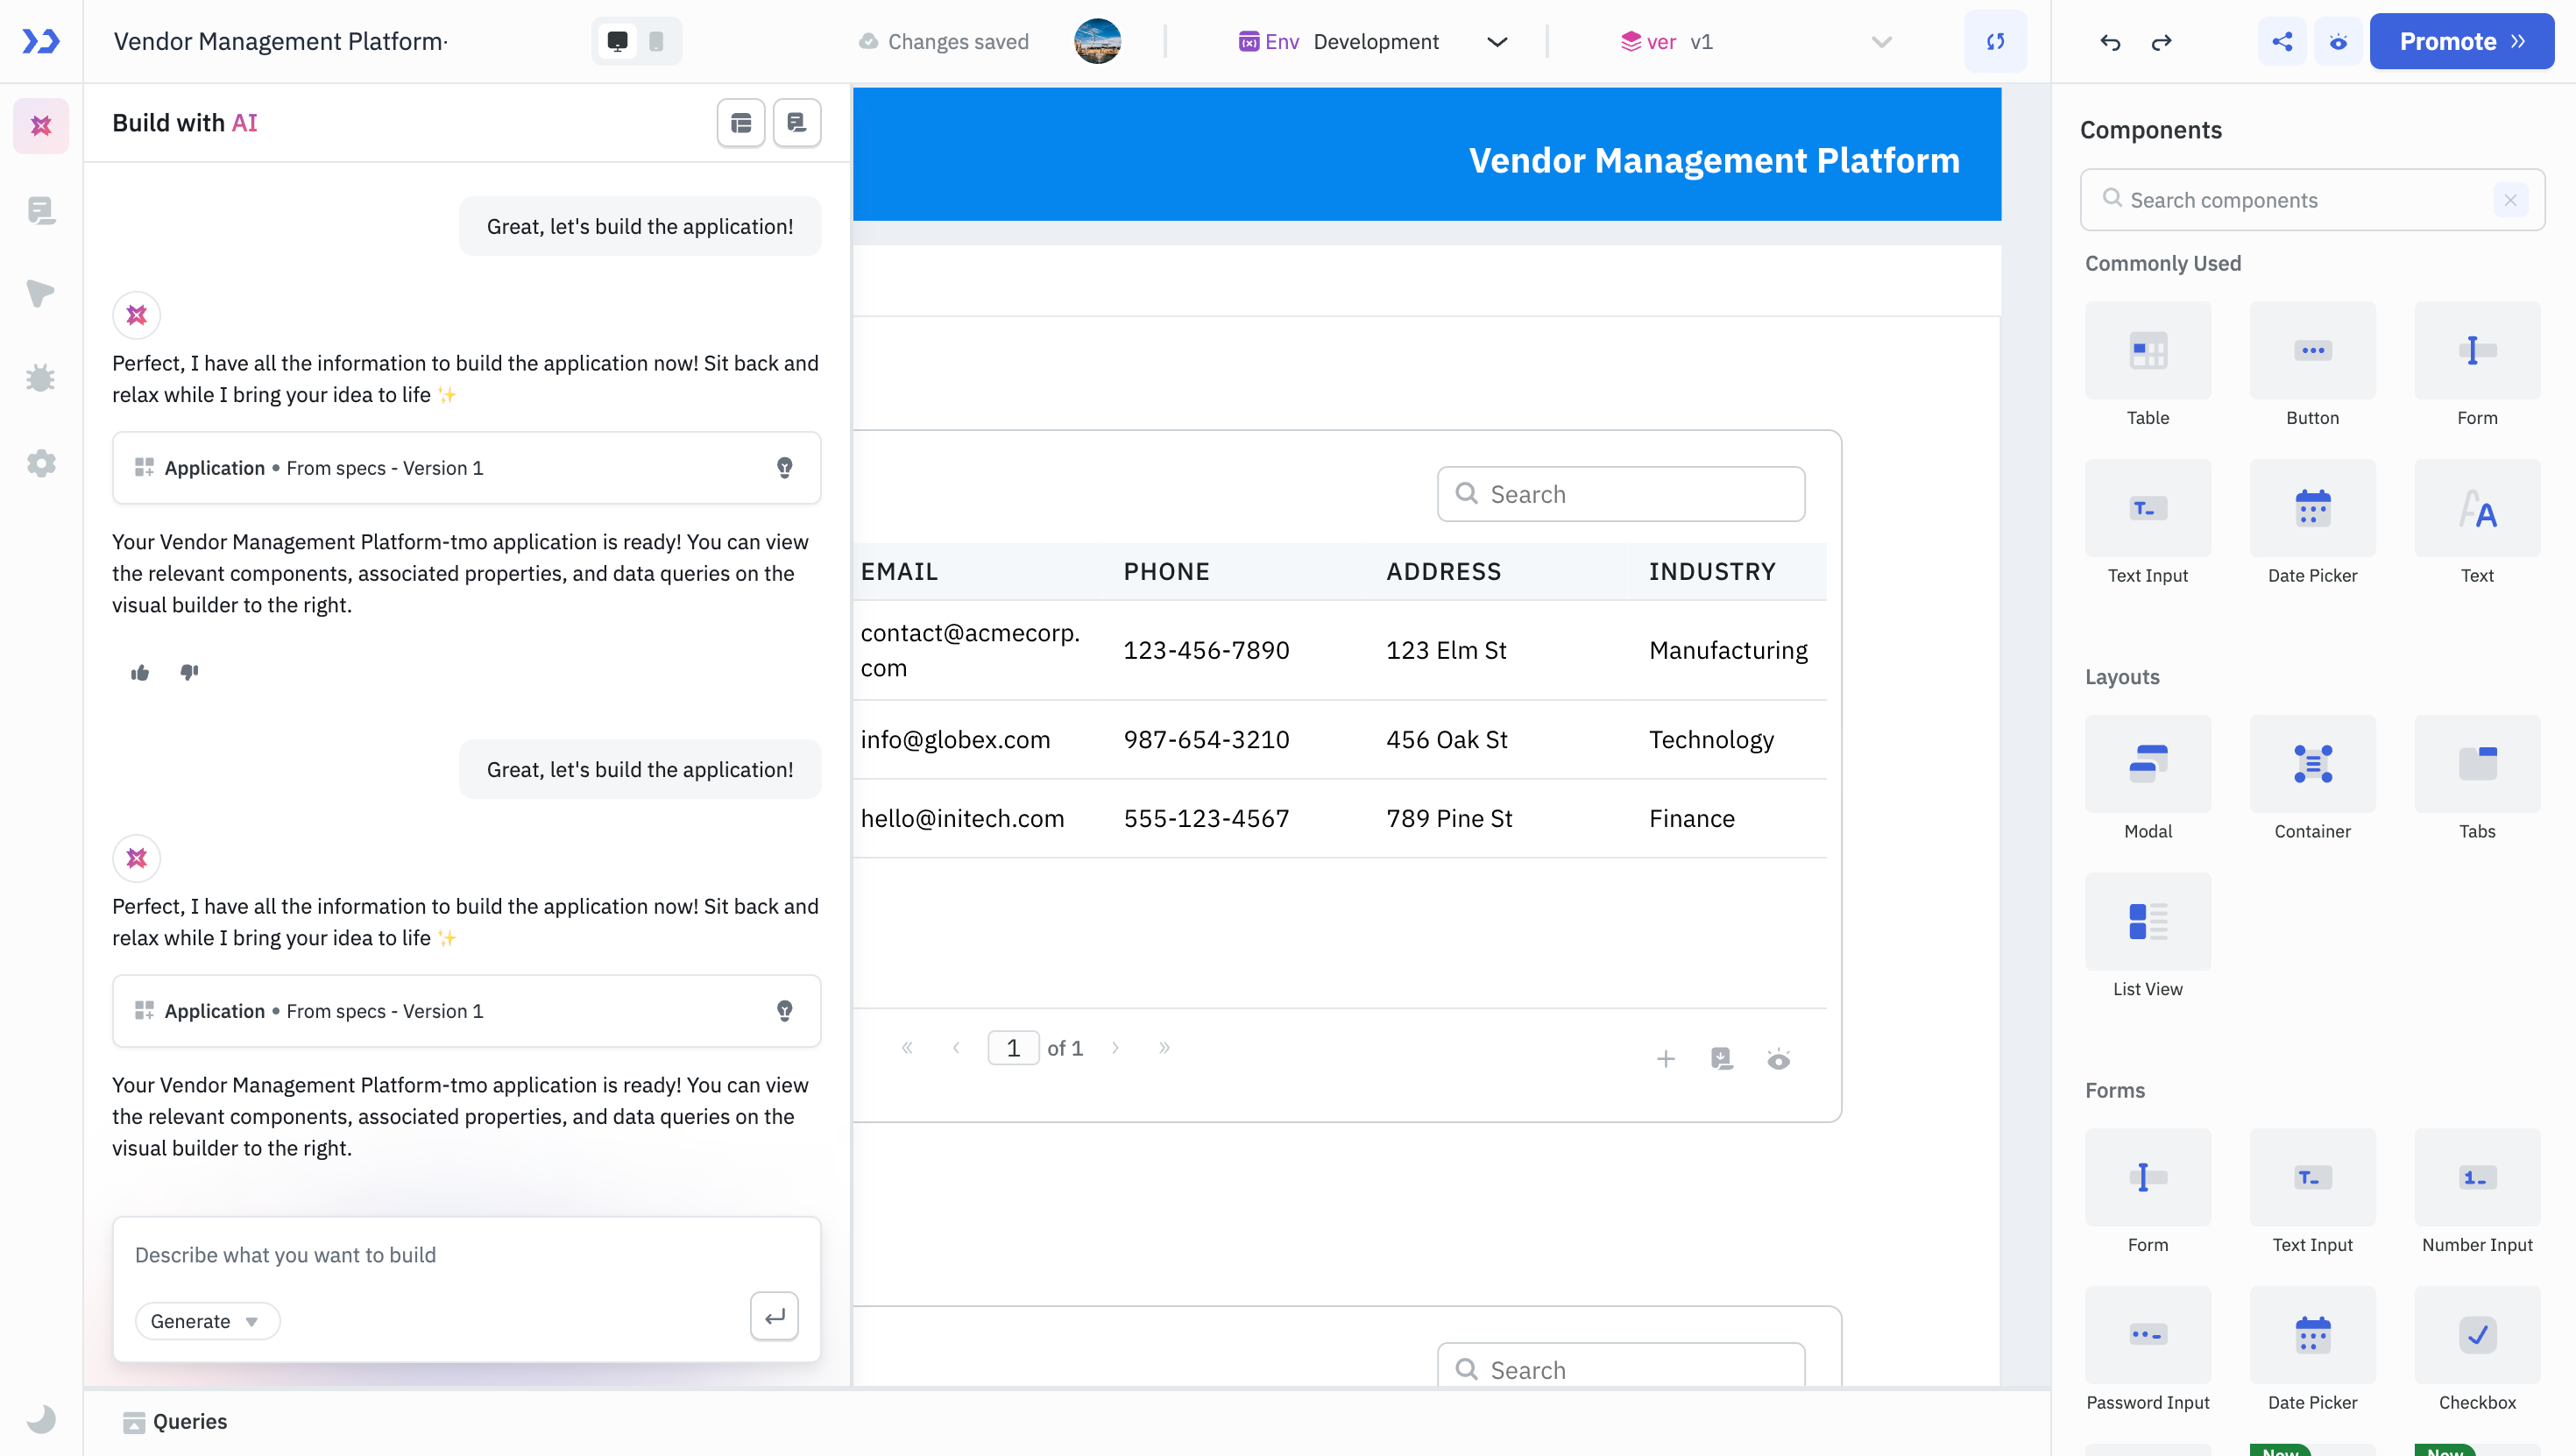 Vendor Management Platform-
Changes saved
Env Development
ver v1
Promote
Build with AI
Great, let's build the application!
Perfect, I have all the information to build the application now! Sit back and
relax while I bring your idea to life ✨
Application • From specs - Version 1
Your Vendor Management Platform-tmo application is ready! You can view
the relevant components, associated properties, and data queries on the
visual builder to the right.
Great, let's build the application!
Perfect, I have all the information to build the application now! Sit back and
relax while I bring your idea to life ✨
Application • From specs - Version 1
Your Vendor Management Platform-tmo application is ready! You can view
the relevant components, associated properties, and data queries on the
visual builder to the right.
Describe what you want to build
Generate
Queries
Vendor Management Platform
Search
EMAIL PHONE ADDRESS INDUSTRY
contact@acmecorp.
com
123-456-7890 123 Elm St Manufacturing
info@globex.com 987-654-3210 456 Oak St Technology
hello@initech.com 555-123-4567 789 Pine St Finance
1 of 1
Search
Components
Search components
Commonly Used
Table Button Form
Text Input Date Picker Text
Layouts
Modal Container Tabs
List View
Forms
Form Text Input Number Input
Password Input Date Picker Checkbox
New New